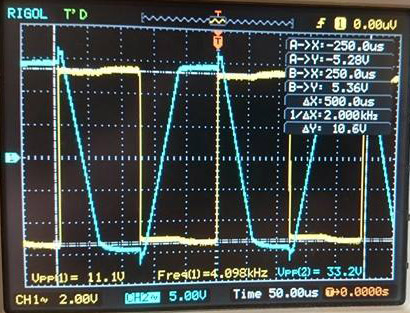 RIGOL T'D T 1 0.00uV
A->X:-250.0us
A->Y:-5.28V
B->X:250.0us
B->Y: 5.36V
ΔX:500.0us
1/ΔX:2.000kHz
ΔY: 10.6V
T
2
Vpp(1)= 11.1V Freq(1)=4.098kHz Vpp(2)= 33.2V
CH1~ 2.00V CH2~ 5.00V Time 50.00us T→0.0000s